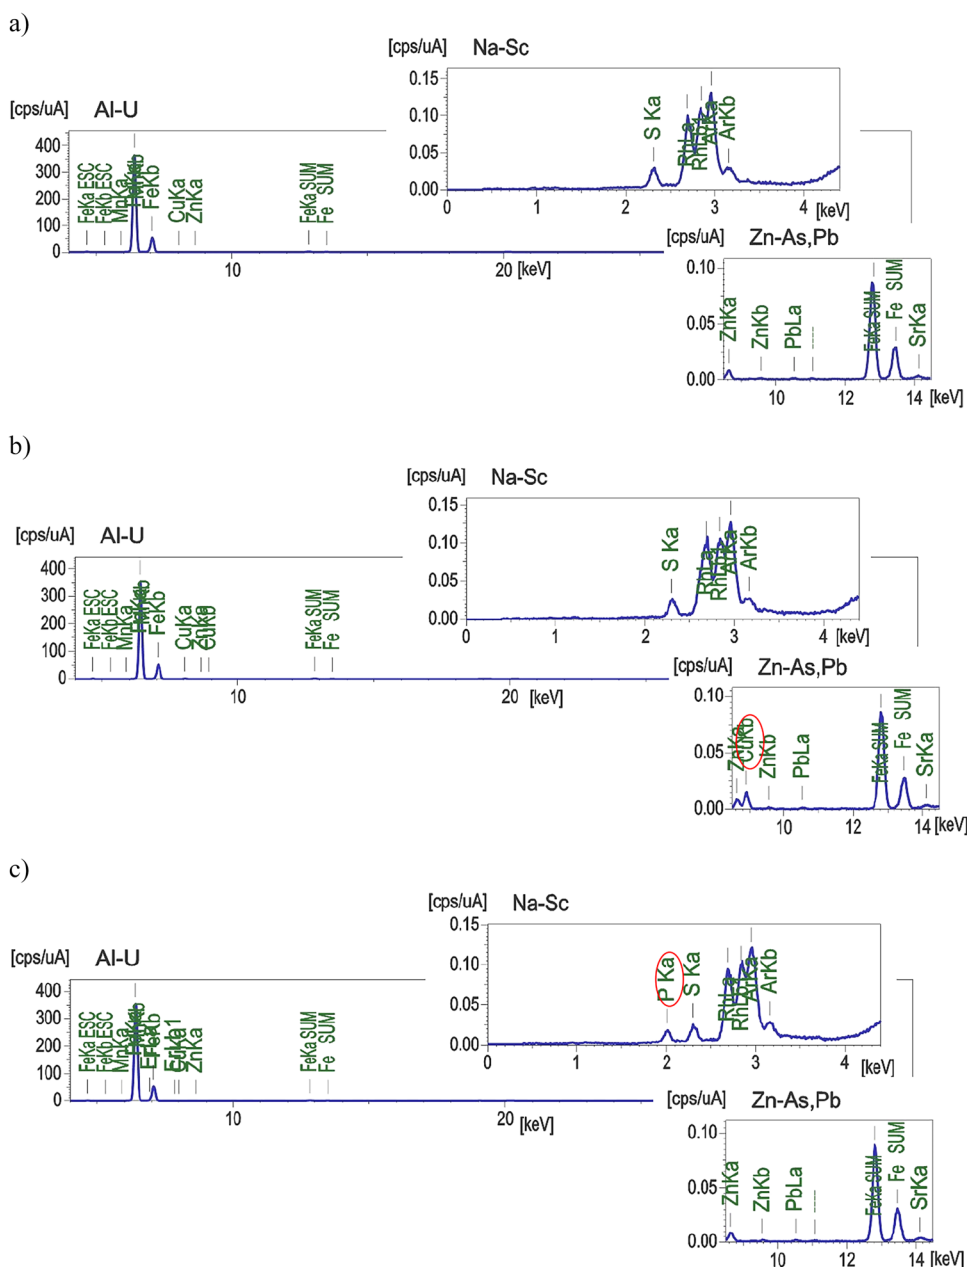 a)
[cps/uA] Na-Sc
0.15
0.10
0.05
0.00
S Ka
RhLa
ArKa
ArKb
0 1 2 3 4
[keV]
[cps/uA] Al-U
400
300
200
100
0
FeKa ESC
FeKb ESC
MnKa
FeKb
CuKa
ZnKa
FeKa SUM
Fe SUM
10 20 [keV]
[cps/uA] Zn-As,Pb
0.10
0.05
0.00
ZnKa
ZnKb
PbLa
FeKa SUM
Fe SUM
SrKa
10 12 14 [keV]
b)
[cps/uA] Na-Sc
0.15
0.10
0.05
0.00
S Ka
RhLa
ArKa
ArKb
0 1 2 3 4
[keV]
[cps/uA] Al-U
400
300
200
100
0
FeKa ESC
FeKb ESC
MnKa
FeKb
CuKa
ZnKa
CuKb
FeKa SUM
Fe SUM
10 20 [keV]
[cps/uA] Zn-As,Pb
0.10
0.05
0.00
ZnKa
CuKb
ZnKb
PbLa
FeKa SUM
Fe SUM
SrKa
10 12 14 [keV]
c)
[cps/uA] Na-Sc
0.15
0.10
0.05
0.00
P Ka
S Ka
RhLa
ArKa
ArKb
0 1 2 3 4
[keV]
[cps/uA] Al-U
400
300
200
100
0
FeKa ESC
FeKb ESC
MnKa
FeKb
ZnKa
FeKa SUM
Fe SUM
10 20 [keV]
[cps/uA] Zn-As,Pb
0.10
0.05
0.00
ZnKa
ZnKb
PbLa
FeKa SUM
Fe SUM
SrKa
10 12 14 [keV]